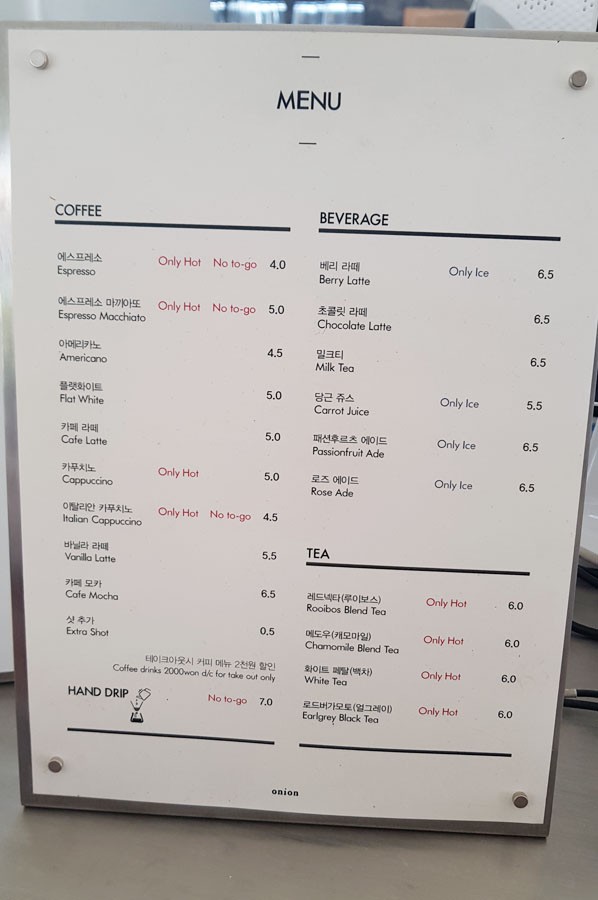 MENU
COFFEE
에스프레소
Espresso Only Hot No to-go 4.0
에스프레소 마끼아또
Espresso Macchiato Only Hot No to-go 5.0
아메리카노
Americano 4.5
플랫화이트
Flat White 5.0
카페 라떼
Cafe Latte 5.0
카푸치노
Cappuccino Only Hot 5.0
이탈리안 카푸치노
Italian Cappuccino Only Hot No to-go 4.5
바닐라 라떼
Vanilla Latte 5.5
카페 모카
Cafe Mocha 6.5
샷 추가
Extra Shot 0.5
테이크아웃시 커피 메뉴 2천원 할인
Coffee drinks 2000won d/c for take out only
HAND DRIP No to-go 7.0
BEVERAGE
베리 라떼
Berry Latte Only Ice 6.5
초콜릿 라떼
Chocolate Latte 6.5
밀크티
Milk Tea 6.5
당근 쥬스
Carrot Juice Only Ice 5.5
패션후르츠 에이드
Passionfruit Ade Only Ice 6.5
로즈 에이드
Rose Ade Only Ice 6.5
TEA
레드넥타(루이보스)
Rooibos Blend Tea Only Hot 6.0
메도우(캐모마일)
Chamomile Blend Tea Only Hot 6.0
화이트 페탈(백차)
White Tea Only Hot 6.0
로드버가모트(얼그레이)
Earlgrey Black Tea Only Hot 6.0
onion